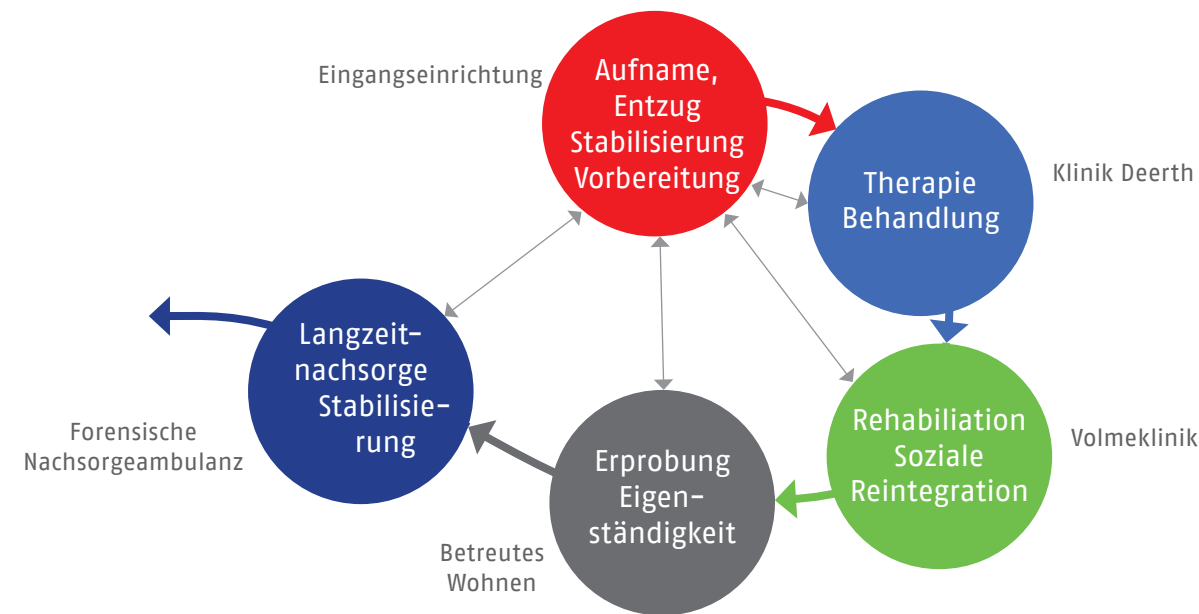 Eingangseinrichtung
Aufname,
Entzug
Stabilisierung
Vorbereitung
Therapie
Behandlung
Klinik Deerth
Langzeit-
nachsorge
Stabilisie-
rung
Forensische
Nachsorgeambulanz
Erprobung
Eigen-
ständigkeit
Betreutes
Wohnen
Rehabiliation
Soziale
Reintegration
Volmeklinik